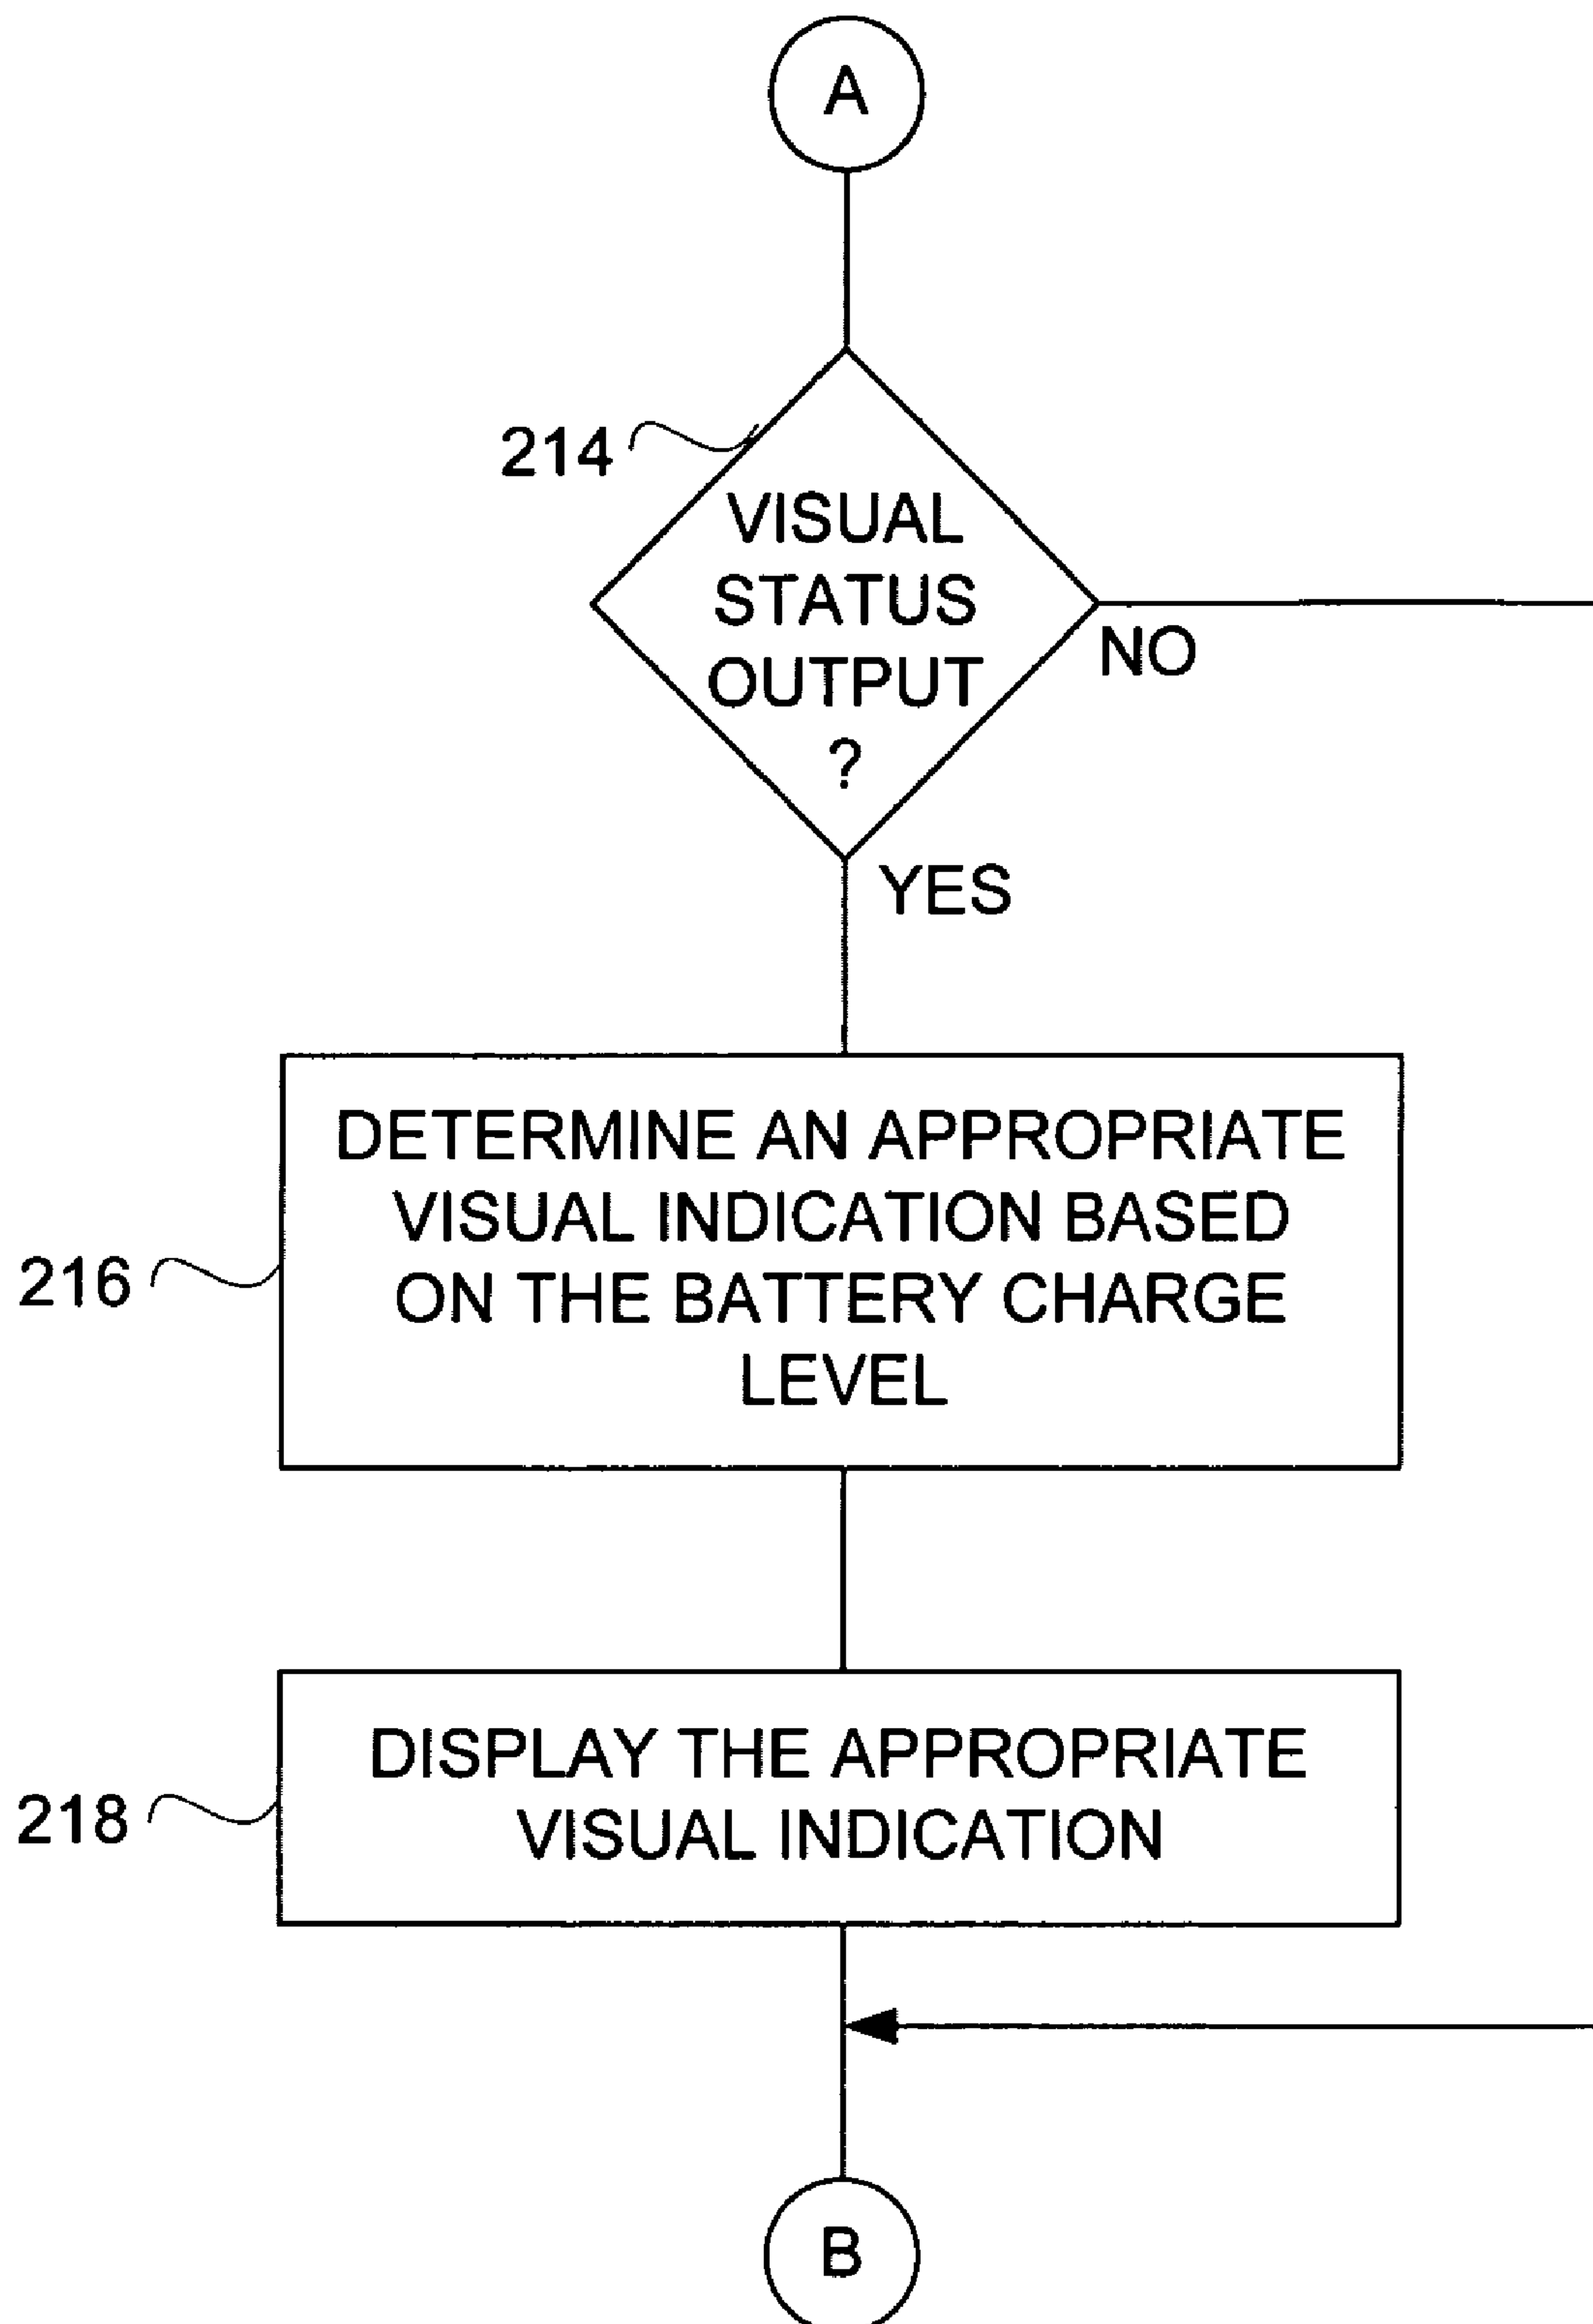 A
214
VISUAL
STATUS
OUTPUT
?
NO
YES
216
DETERMINE AN APPROPRIATE
VISUAL INDICATION BASED
ON THE BATTERY CHARGE
LEVEL
218
DISPLAY THE APPROPRIATE
VISUAL INDICATION
B